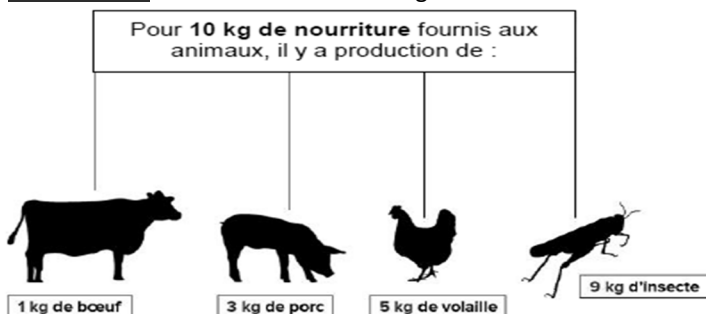 Pour 10 kg de nourriture fournis aux
animaux, il y a production de :
1 kg de bœuf
3 kg de porc
5 kg de volaille
9 kg d'insecte